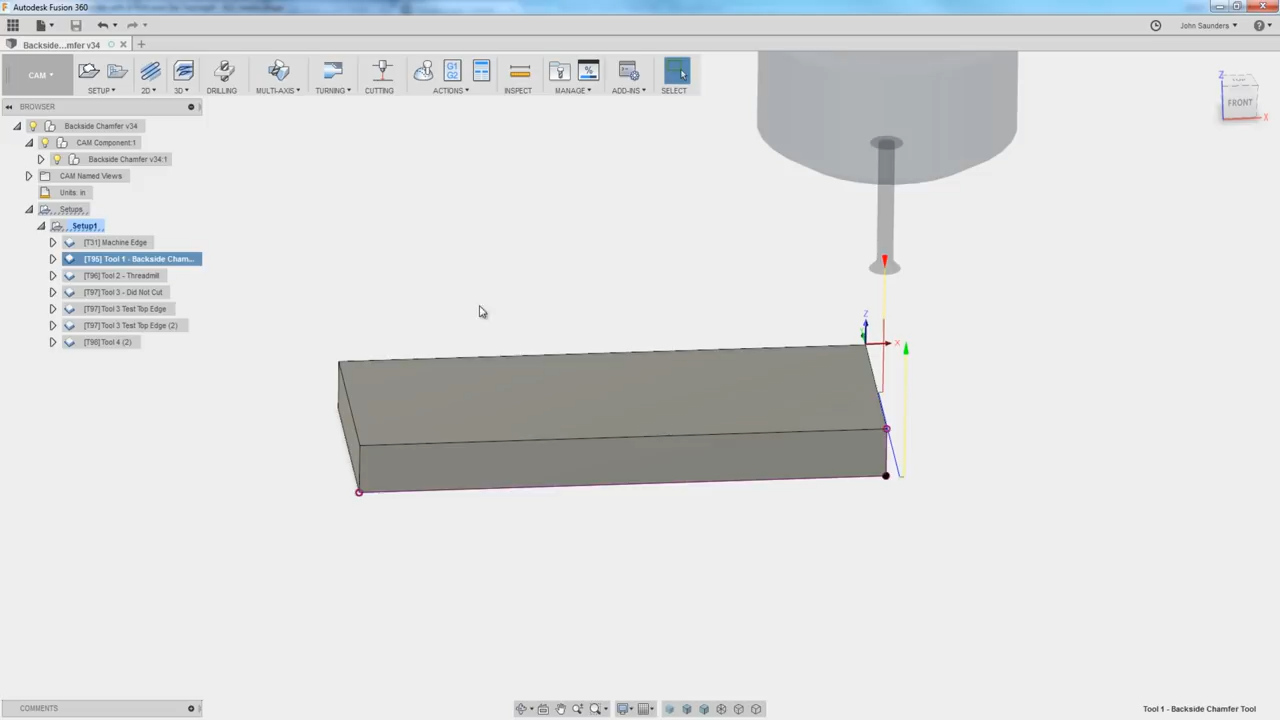 Autodesk Fusion 360
John Saunders
Backside...mfer v34
CAM
SETUP
2D
3D
DRILLING
MULTI-AXIS
TURNING
CUTTING
G1
G2
ACTIONS
INSPECT
MANAGE
ADD-INS
SELECT
BROWSER
Backside Chamfer v34
CAM Component:1
Backside Chamfer v34:1
CAM Named Views
Units: in
Setups
Setup1
[T31] Machine Edge
[T95] Tool 1 - Backside Cham...
[T96] Tool 2 - Threadmill
[T97] Tool 3 - Did Not Cut
[T97] Tool 3 Test Top Edge
[T97] Tool 3 Test Top Edge (2)
[T98] Tool 4 (2)
Z
FRONT
X
Z
X
COMMENTS
Tool 1 - Backside Chamfer Tool